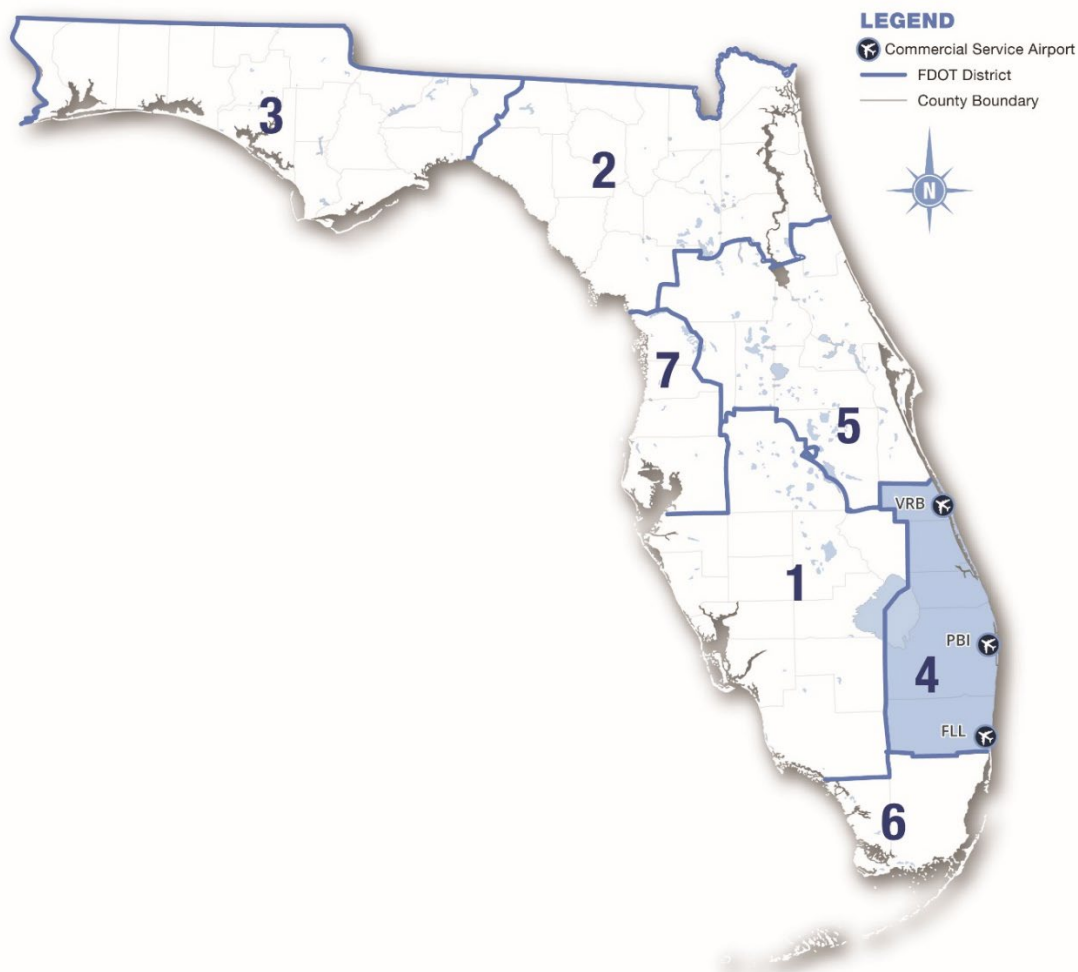 LEGEND
Commercial Service Airport
FDOT District
County Boundary
N
3
2
7
5
VRB
1
PBI
4
FLL
6